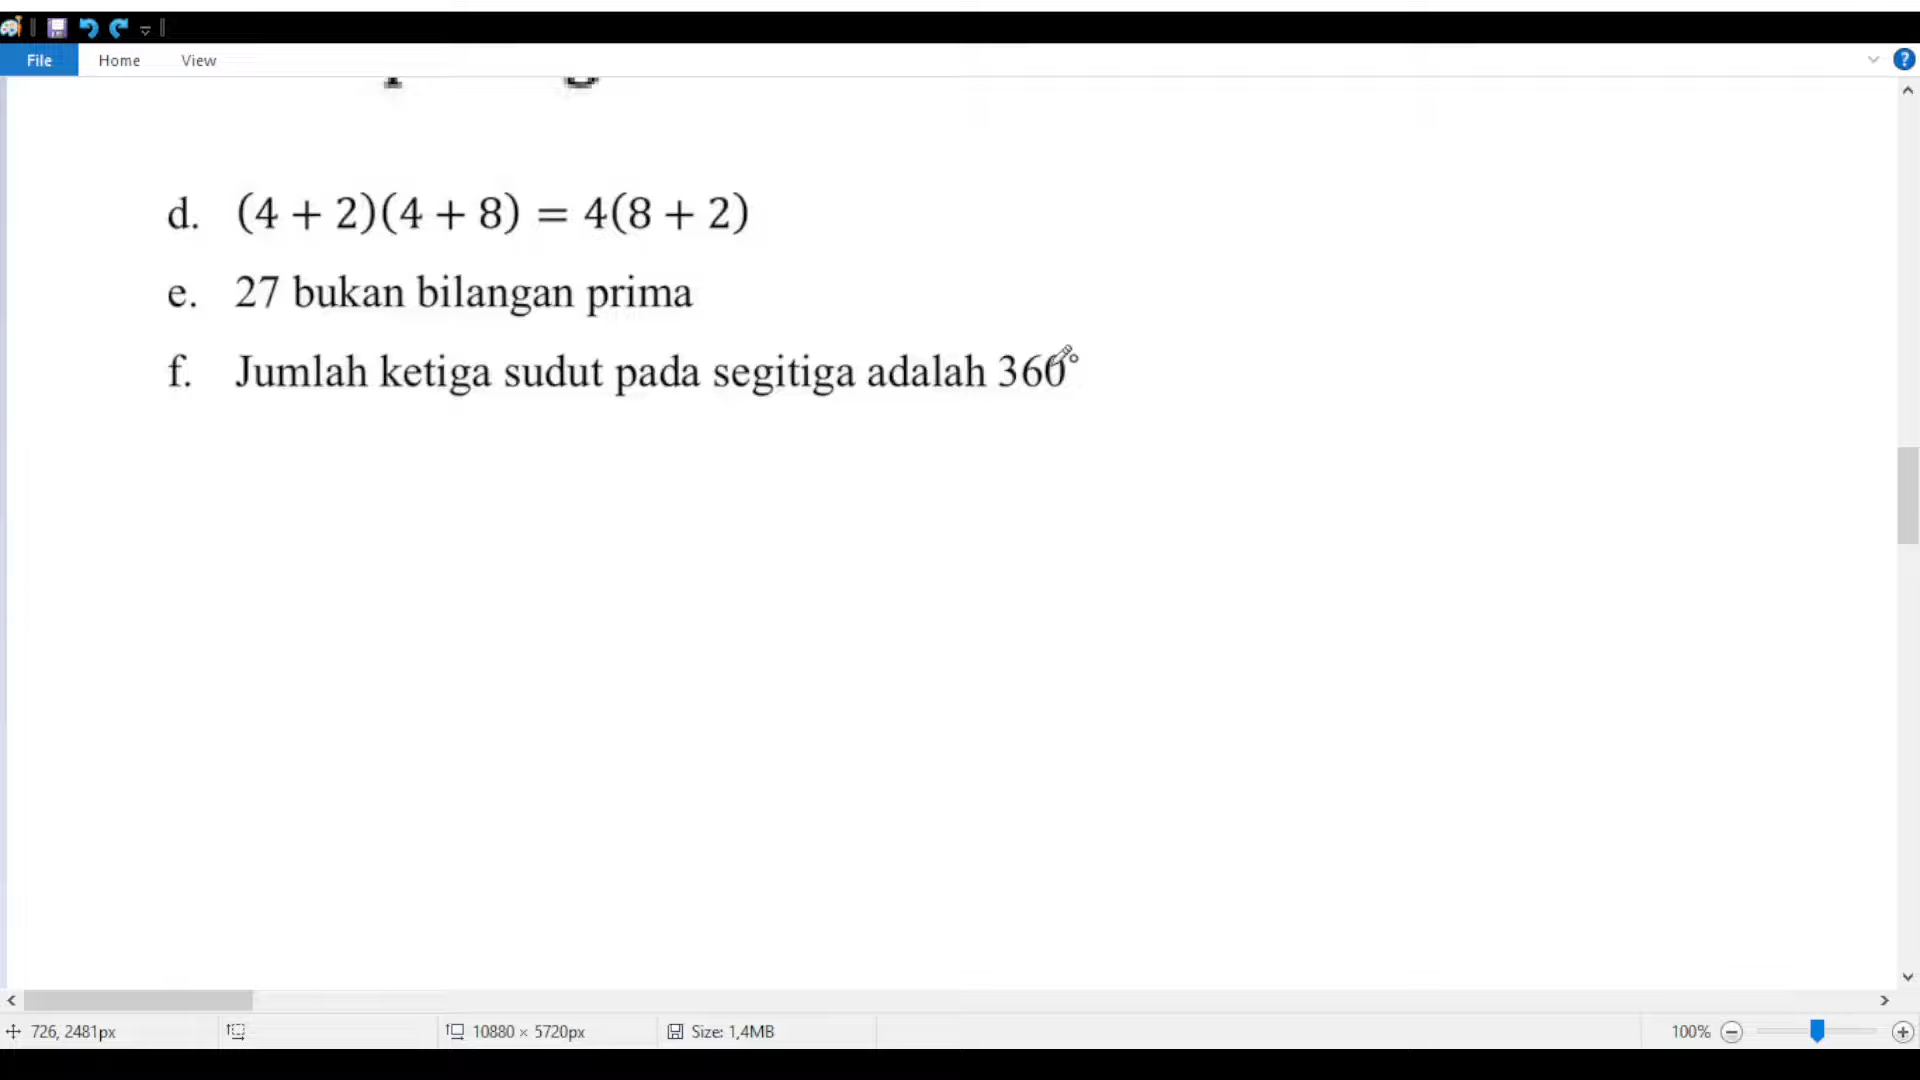 File Home View
d. (4 + 2)(4 + 8) = 4(8 + 2)
e. 27 bukan bilangan prima
f. Jumlah ketiga sudut pada segitiga adalah 360°
726, 2481px 10880 × 5720px Size: 1,4MB 100%